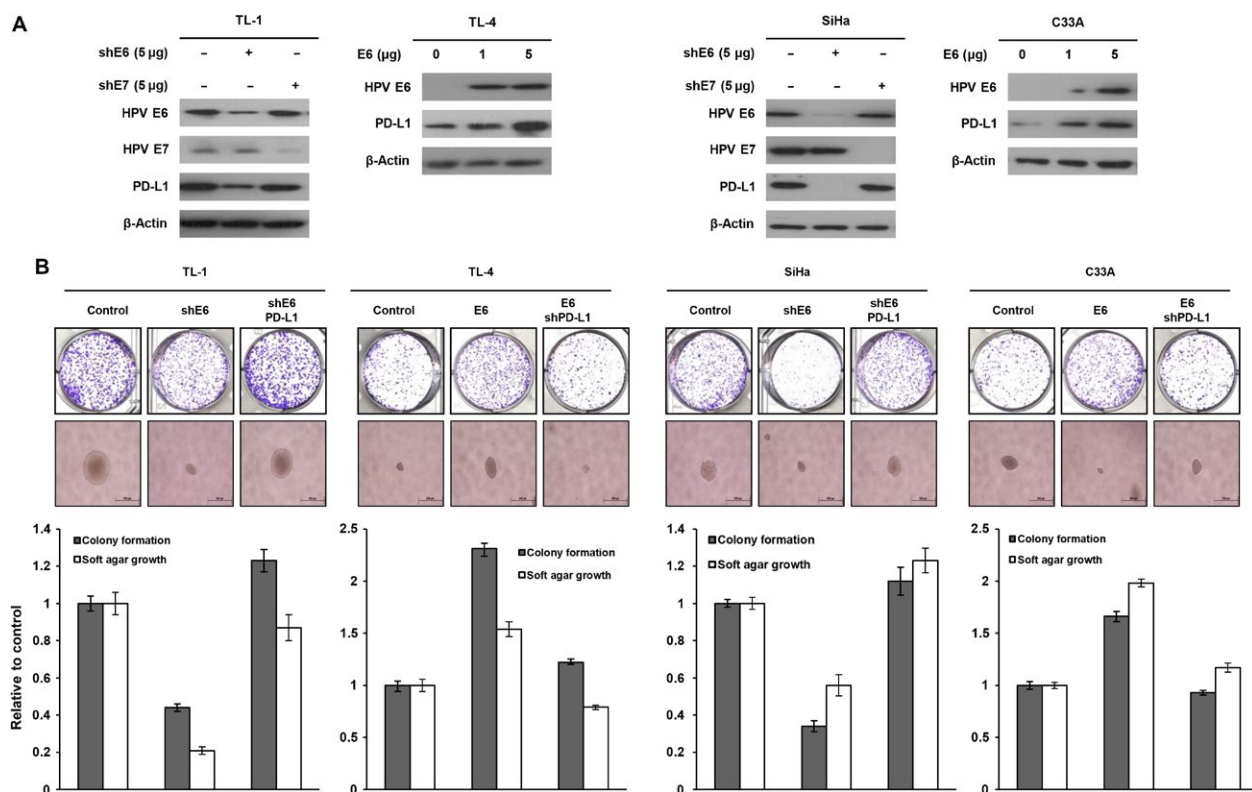 A
TL-1
shE6 (5 µg) – + –
shE7 (5 µg) – – +
HPV E6
HPV E7
PD-L1
β-Actin
TL-4
E6 (µg) 0 1 5
HPV E6
PD-L1
β-Actin
SiHa
shE6 (5 µg) – + –
shE7 (5 µg) – – +
HPV E6
HPV E7
PD-L1
β-Actin
C33A
E6 (µg) 0 1 5
HPV E6
PD-L1
β-Actin
B
TL-1
Control shE6 shE6 PD-L1
TL-4
Control E6 E6 shPD-L1
SiHa
Control shE6 shE6 PD-L1
C33A
Control E6 E6 shPD-L1
Relative to control
1.4
1.2
1
0.8
0.6
0.4
0.2
0
Colony formation
Soft agar growth
2.5
2
1.5
1
0.5
0
Colony formation
Soft agar growth
1.4
1.2
1
0.8
0.6
0.4
0.2
0
Colony formation
Soft agar growth
2.5
2
1.5
1
0.5
0
Colony formation
Soft agar growth